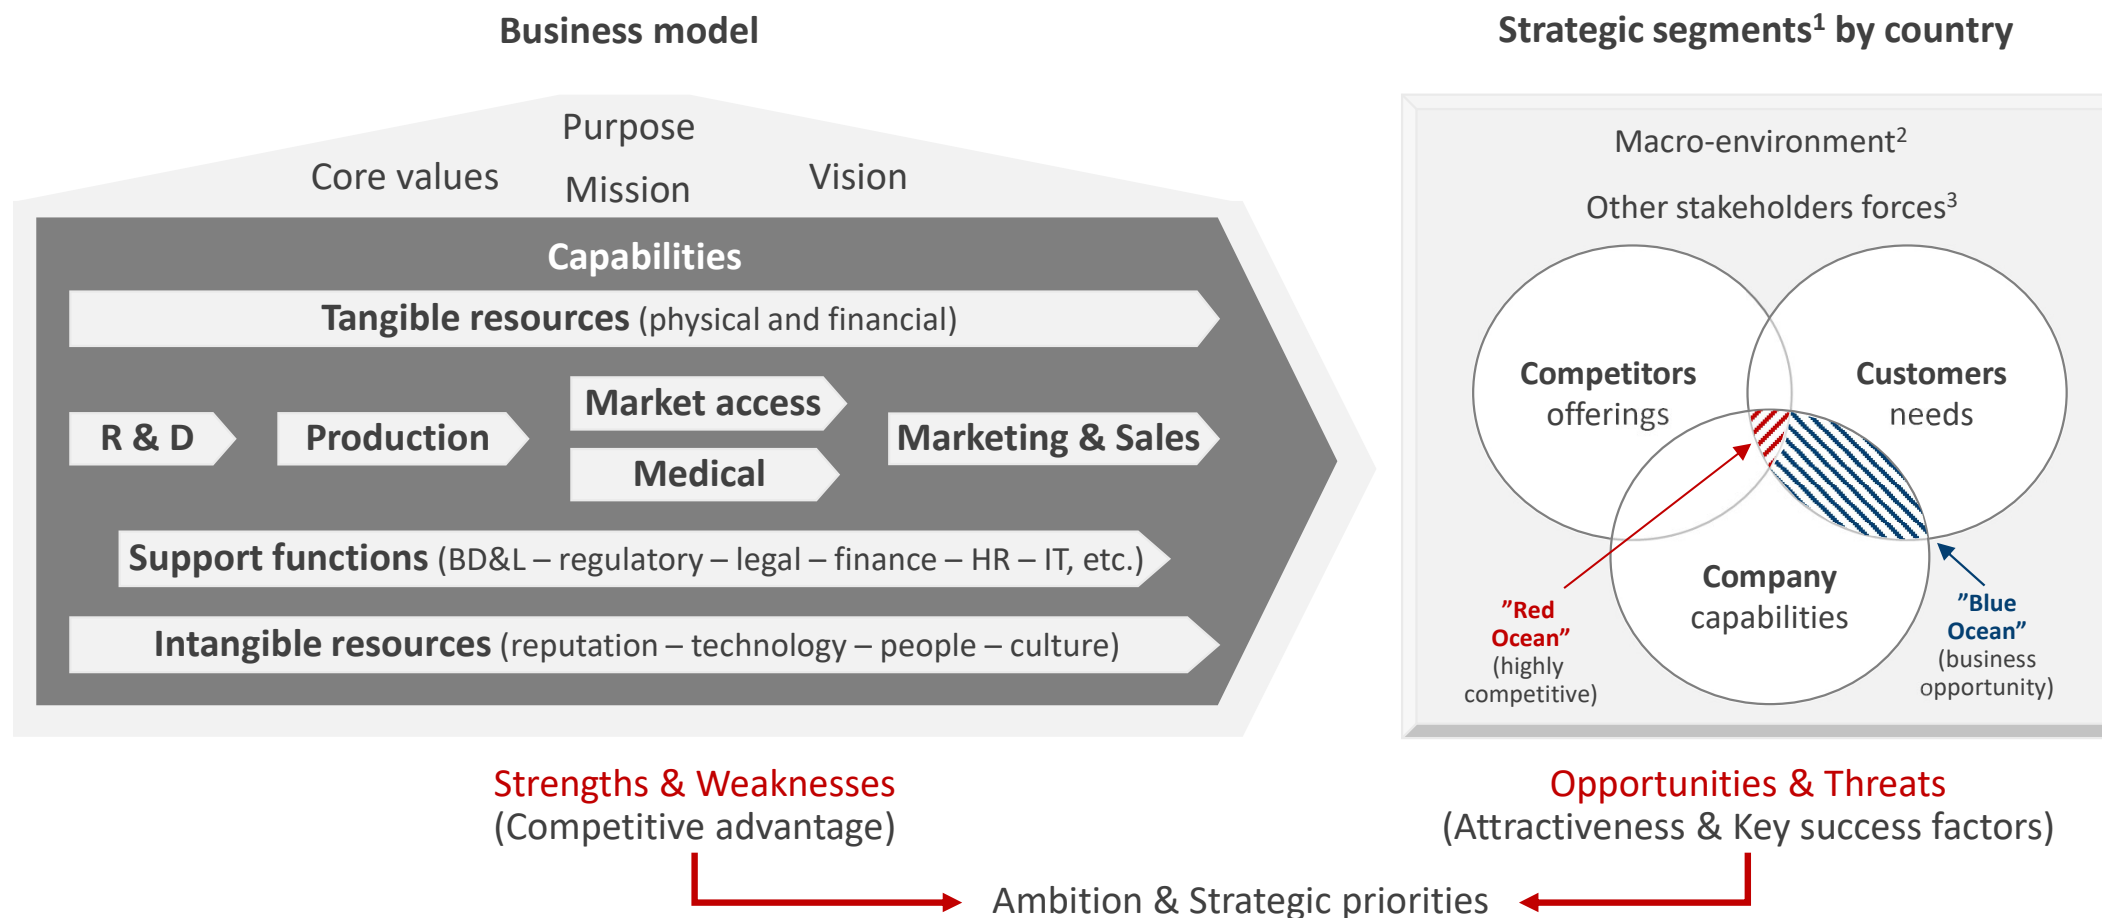 Business model
Purpose
Core values
Mission
Vision
Capabilities
Tangible resources (physical and financial)
R & D
Production
Market access
Medical
Marketing & Sales
Support functions (BD&L – regulatory – legal – finance – HR – IT, etc.)
Intangible resources (reputation – technology – people – culture)
Strengths & Weaknesses
(Competitive advantage)
Strategic segments¹ by country
Macro-environment²
Other stakeholders forces³
Competitors
offerings
Customers
needs
Company
capabilities
”Red
Ocean”
(highly
competitive)
”Blue
Ocean”
(business
opportunity)
Opportunities & Threats
(Attractiveness & Key success factors)
Ambition & Strategic priorities